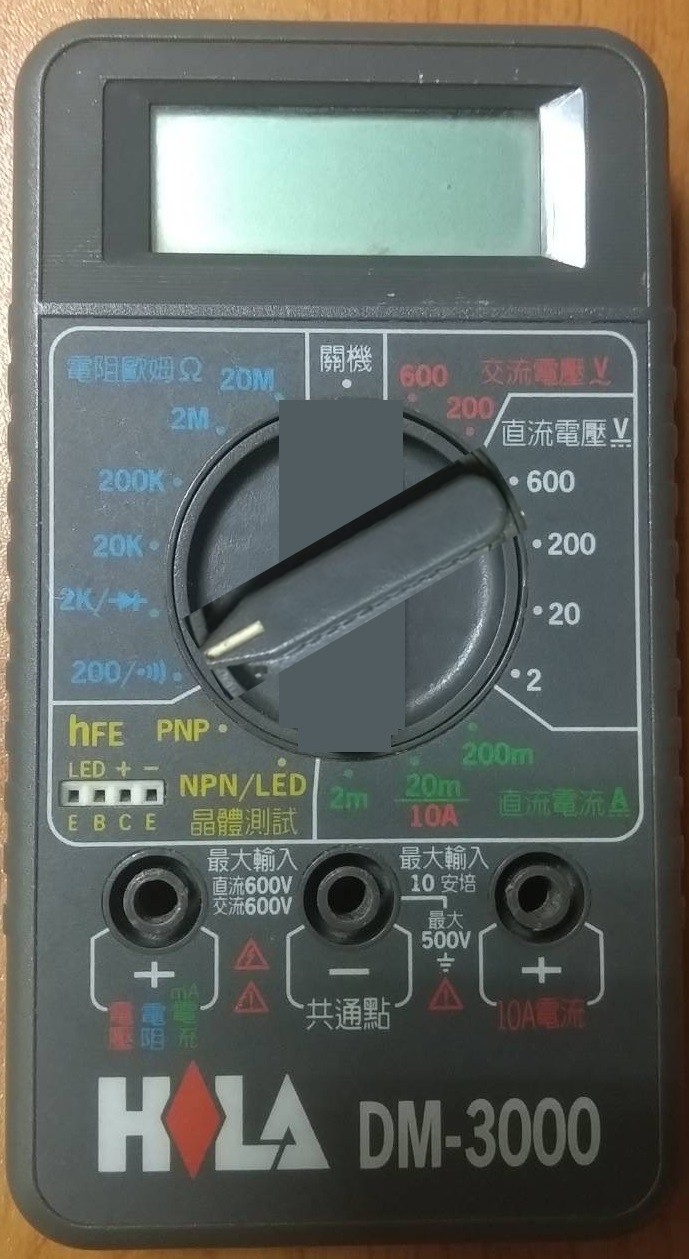 關機
電阻歐姆Ω
20M
2M
200K
20K
2K/
200/
600
交流電壓 V
200
直流電壓 V
600
200
20
2
hFE PNP
LED + −
NPN/LED
E B C E
晶體測試
200m
2m
20m
10A
直流電流 A
最大輸入
直流600V
交流600V
最大輸入
10 安培
最大
500V
+
−
+
電壓
電阻
mA電流
共通點
10A電流
HOLA DM-3000